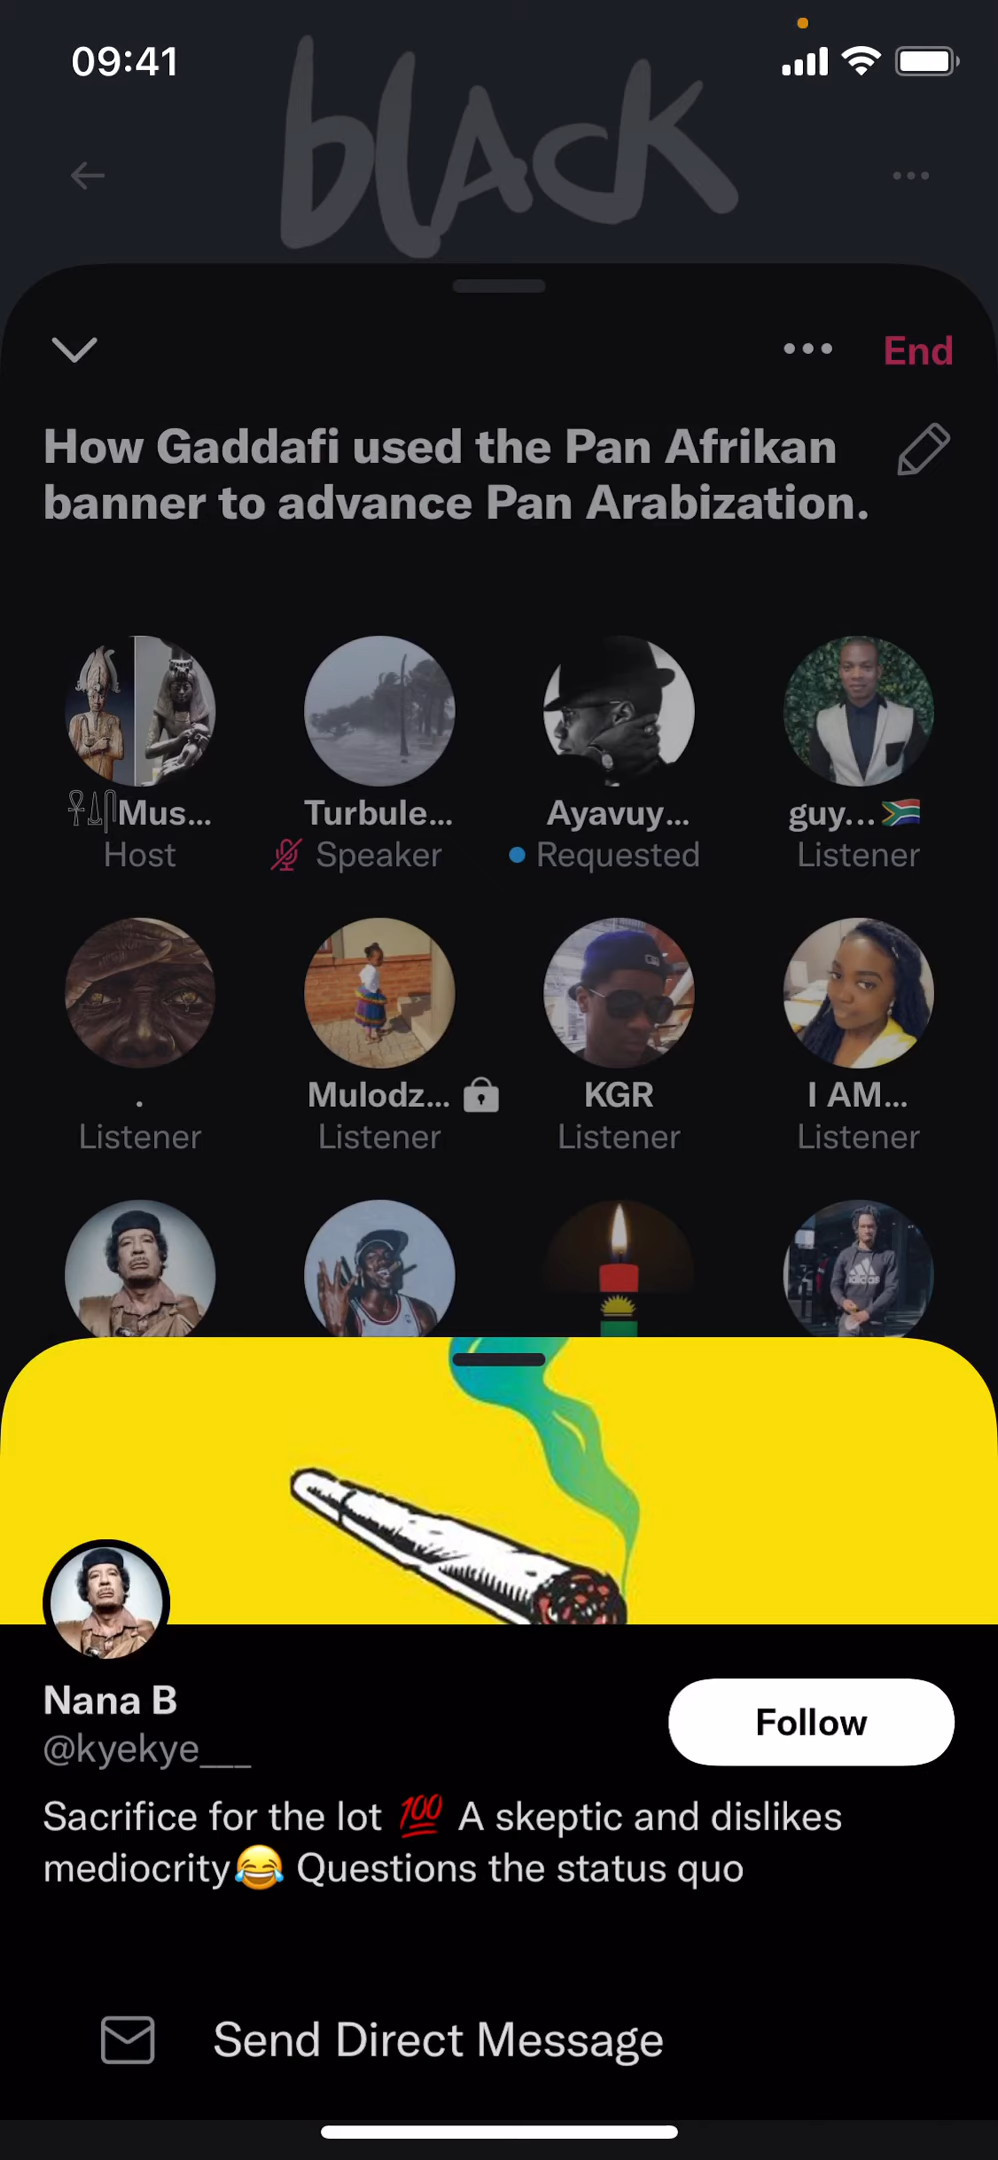 09:41
blACK
End
How Gaddafi used the Pan Afrikan
banner to advance Pan Arabization.
Mus...
Turbule...
Ayavuy...
guy...🇿🇦
Host
Speaker
Requested
Listener
.
Mulodz...
KGR
I AM...
Listener
Listener
Listener
Listener
adidas
Nana B
@kyekye___
Follow
Sacrifice for the lot 💯 A skeptic and dislikes
mediocrity😂 Questions the status quo
Send Direct Message